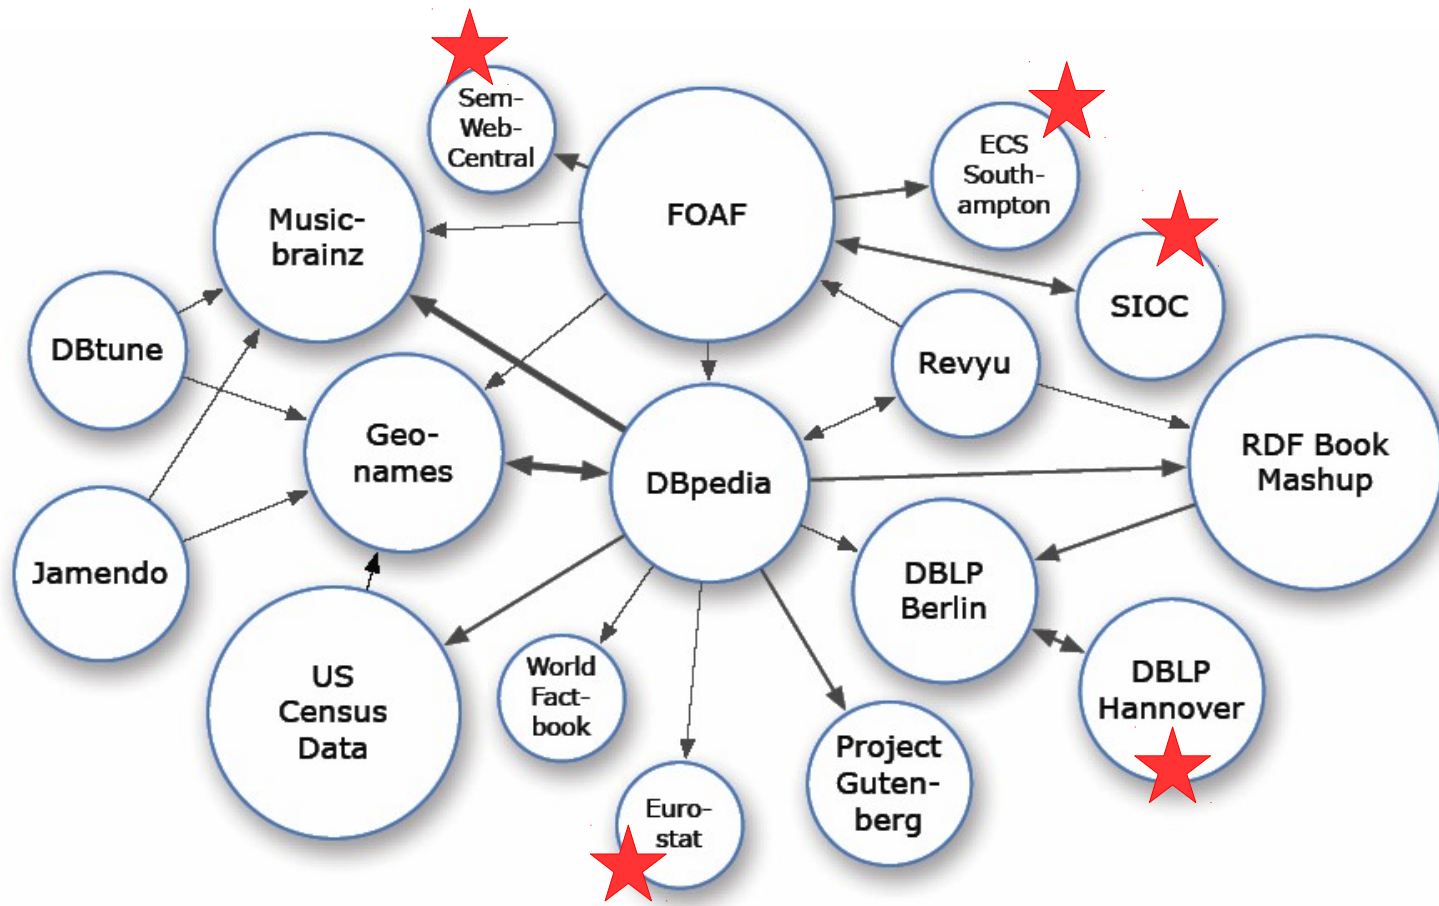 Sem-
Web-
Central
FOAF
ECS
South-
ampton
Music-
brainz
SIOC
DBtune
Revyu
Geo-
names
DBpedia
RDF Book
Mashup
Jamendo
DBLP
Berlin
US
Census
Data
World
Fact-
book
DBLP
Hannover
Euro-
stat
Project
Guten-
berg